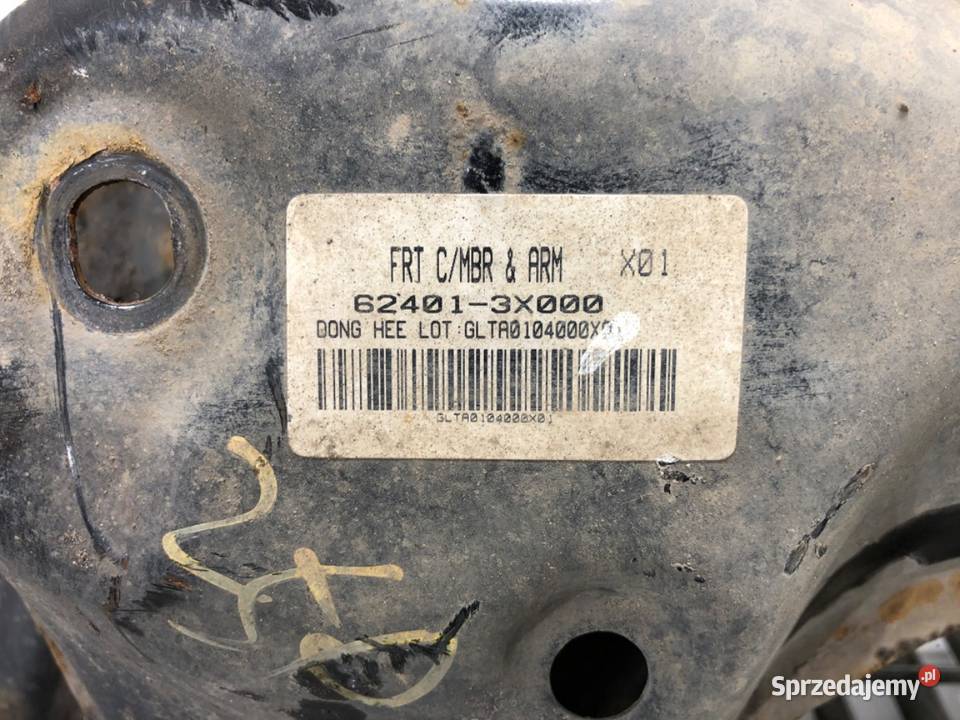 FRT C/MBR & ARM X01
62401-3X000
DONG HEE LOT:GLTA0104000X01
GLTA0104000X01
Sprzedajemy.pl